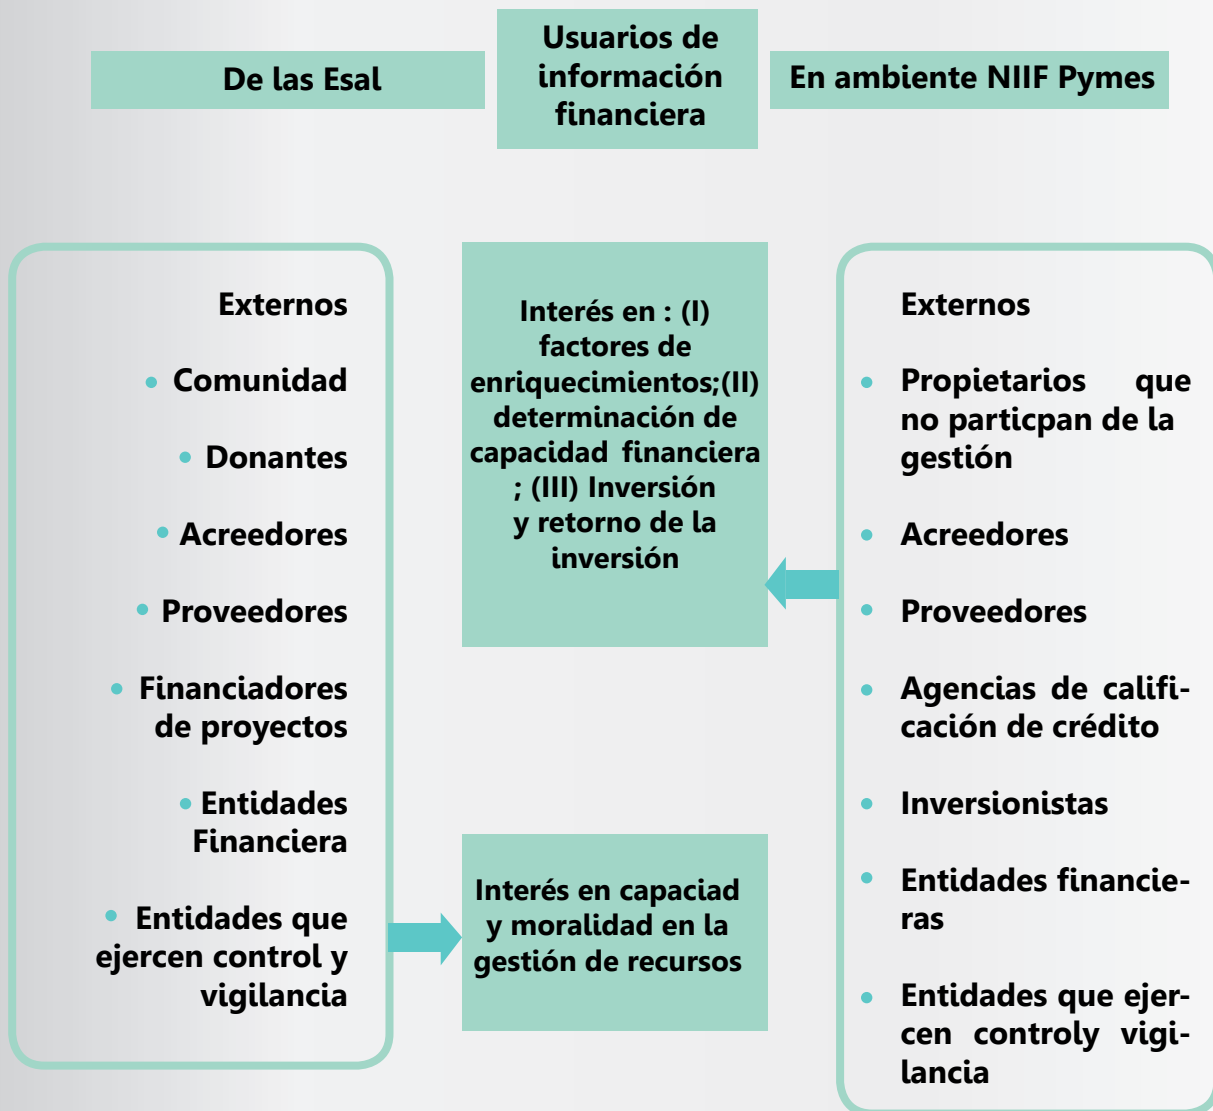 De las Esal
Usuarios de
información
financiera
En ambiente NIIF Pymes
Externos
• Comunidad
• Donantes
• Acreedores
• Proveedores
• Financiadores
de proyectos
• Entidades
Financiera
• Entidades que
ejercen control y
vigilancia
Interés en : (I)
factores de
enriquecimientos;(II)
determinación de
capacidad financiera
; (III) Inversión
y retorno de la
inversión
Interés en capaciad
y moralidad en la
gestión de recursos
Externos
• Propietarios que
no particpan de la
gestión
• Acreedores
• Proveedores
• Agencias de califi-
cación de crédito
• Inversionistas
• Entidades financie-
ras
• Entidades que ejer-
cen controly vigi-
lancia